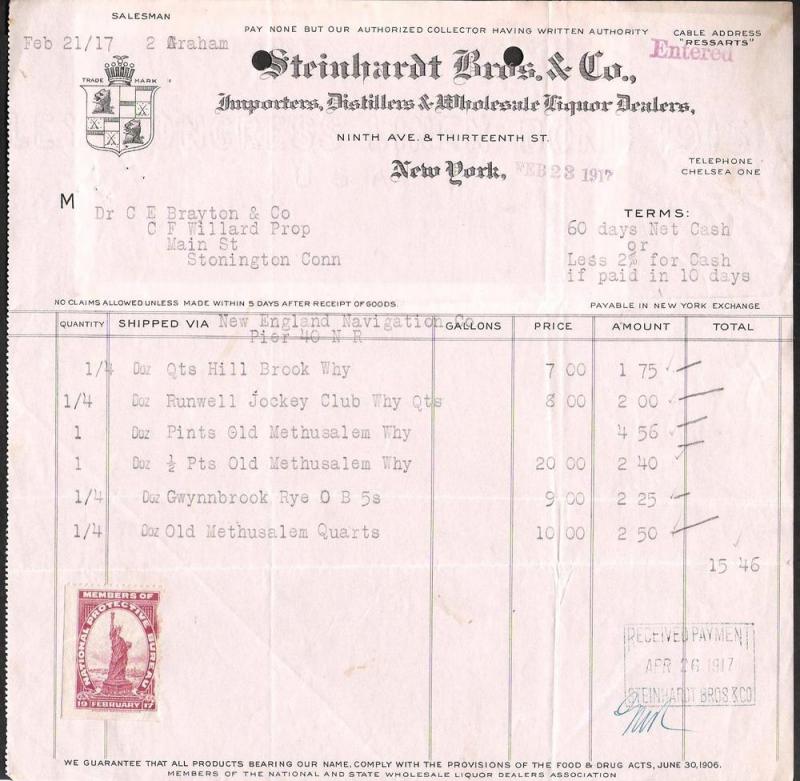 SALESMAN
PAY NONE BUT OUR AUTHORIZED COLLECTOR HAVING WRITTEN AUTHORITY
CABLE ADDRESS
"RESSARTS"
Feb 21/17 2 Graham
Entered
Steinhardt Bros. & Co.,
TRADE MARK
Importers, Distillers & Wholesale Liquor Dealers,
NINTH AVE. & THIRTEENTH ST.
New York, FEB 23 1917
TELEPHONE
CHELSEA ONE
M Dr C E Brayton & Co
C F Willard Prop
Main St
Stonington Conn
TERMS:
60 days Net Cash
or
Less 2% for Cash
if paid in 10 days
NO CLAIMS ALLOWED UNLESS MADE WITHIN 5 DAYS AFTER RECEIPT OF GOODS.
PAYABLE IN NEW YORK EXCHANGE
QUANTITY SHIPPED VIA New England Navigation Co GALLONS PRICE AMOUNT TOTAL
Pier 40 N R
1/4 Doz Qts Hill Brook Why 7 00 1 75
1/4 Doz Runwell Jockey Club Why Qts 8 00 2 00
1 Doz Pints Old Methusalem Why 4 56
1 Doz ½ Pts Old Methusalem Why 20 00 2 40
1/4 Doz Gwynnbrook Rye O B 5s 9 00 2 25
1/4 Doz Old Methusalem Quarts 10 00 2 50
15 46
MEMBERS OF
NATIONAL PROTECTIVE BUREAU
19 FEBRUARY 17
RECEIVED PAYMENT
APR 26 1917
STEINHARDT BROS. & CO
WE GUARANTEE THAT ALL PRODUCTS BEARING OUR NAME, COMPLY WITH THE PROVISIONS OF THE FOOD & DRUG ACTS, JUNE 30, 1906.
MEMBERS OF THE NATIONAL AND STATE WHOLESALE LIQUOR DEALERS ASSOCIATION